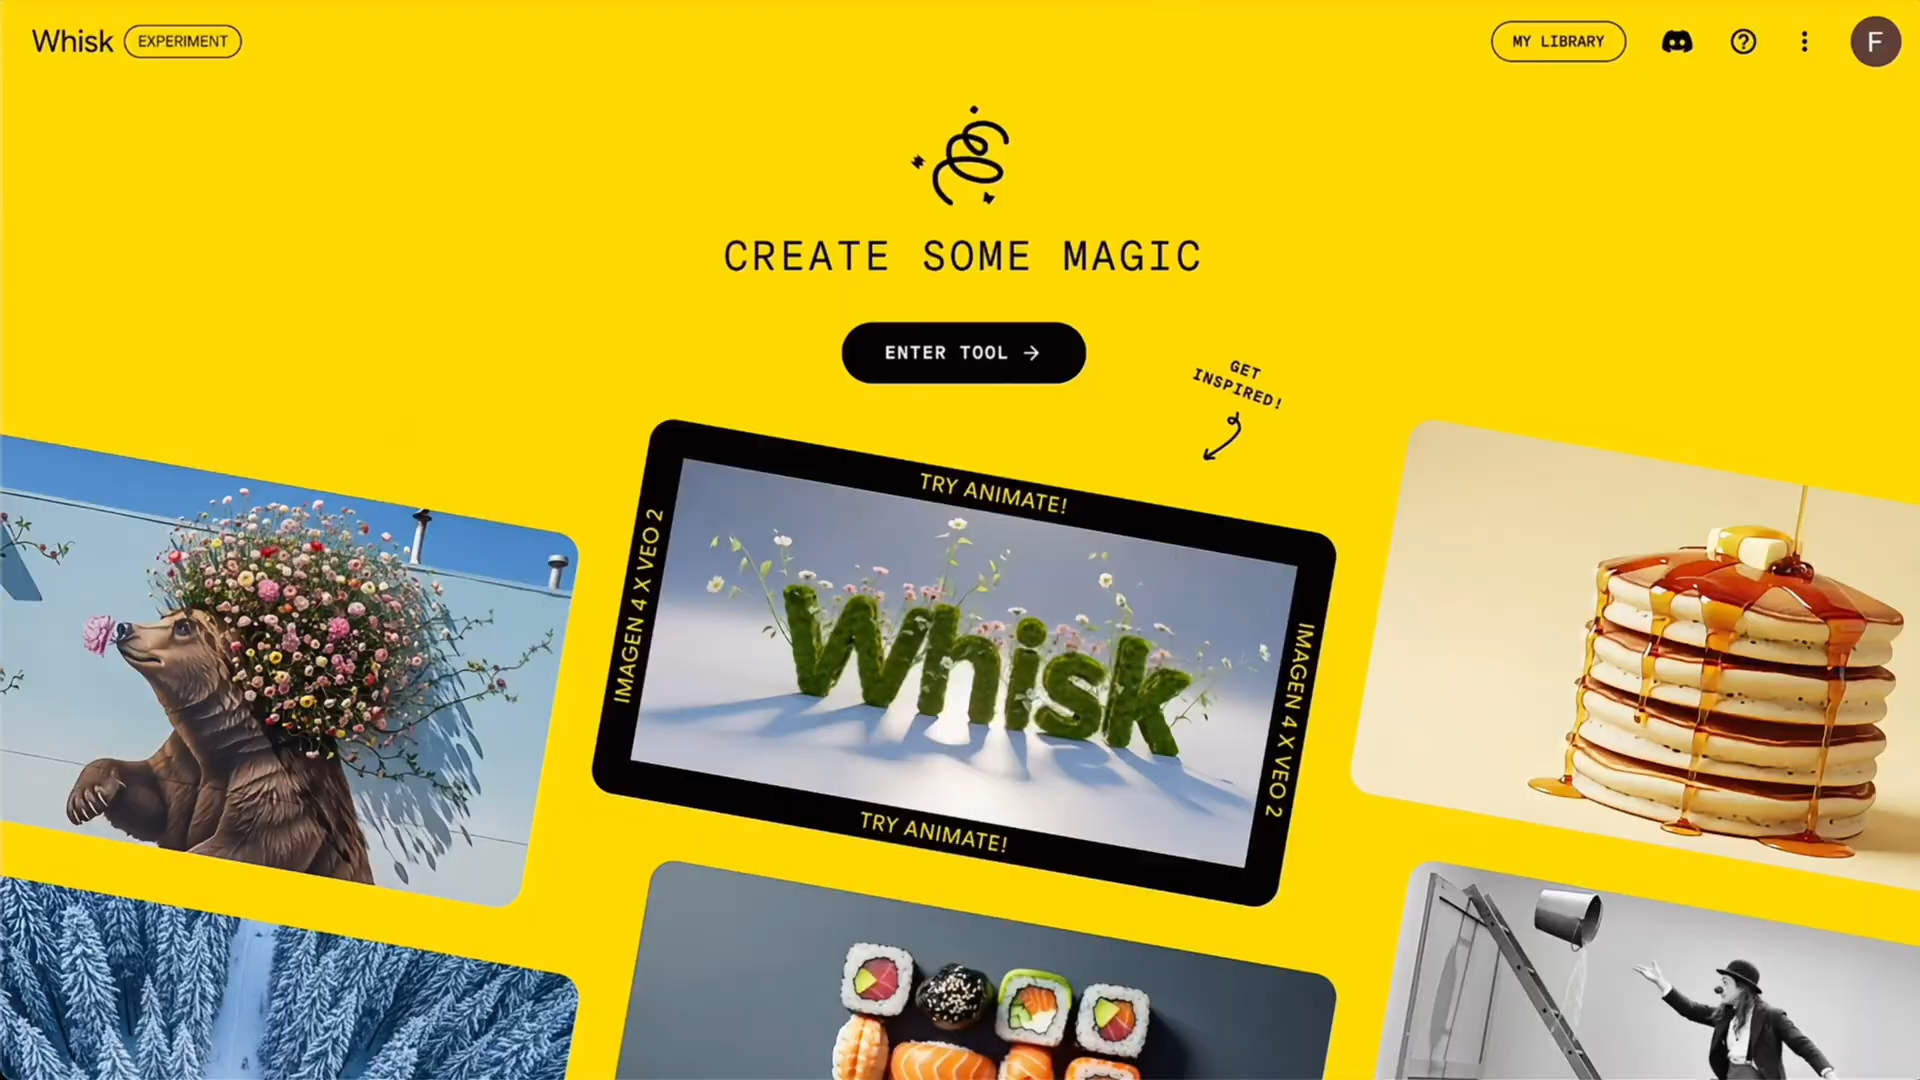 Whisk
EXPERIMENT
MY LIBRARY
F
CREATE SOME MAGIC
ENTER TOOL →
GET
INSPIRED!
TRY ANIMATE!
IMAGEN 4 X VEO 2
Whisk
IMAGEN 4 X VEO 2
TRY ANIMATE!